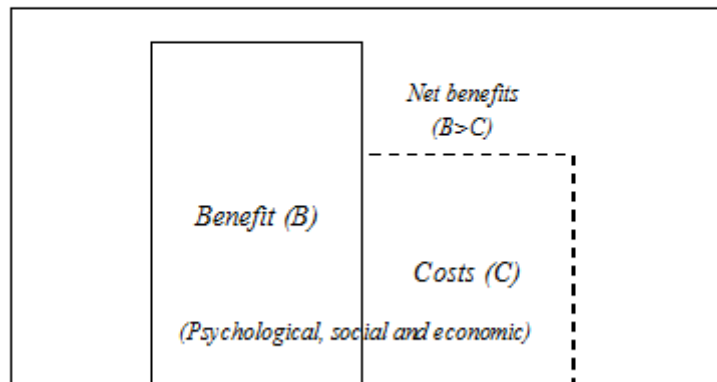 Net benefits
(B>C)
Benefit (B)
Costs (C)
(Psychological, social and economic)